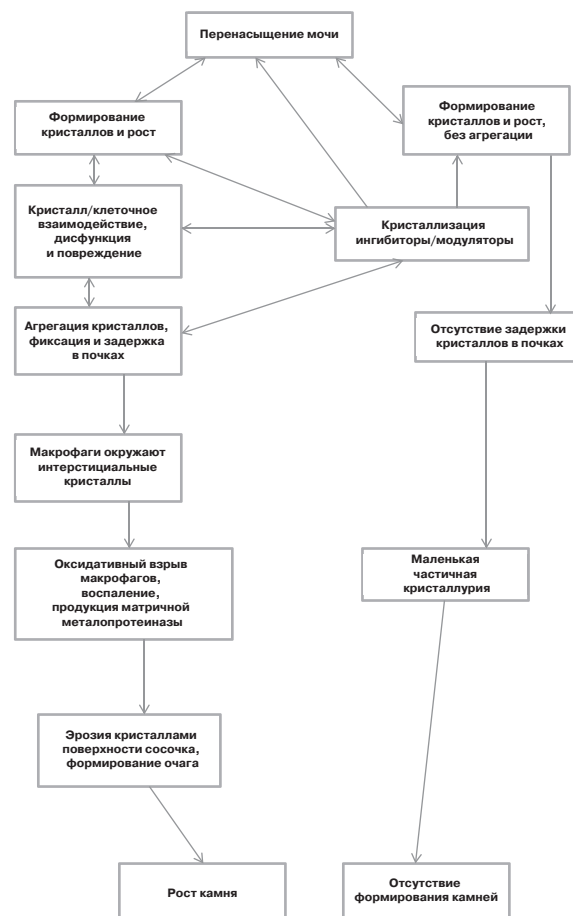 Перенасыщение мочи
Формирование
кристаллов и рост
Формирование
кристаллов и рост,
без агрегации
Кристалл/клеточное
взаимодействие,
дисфункция
и повреждение
Кристаллизация
ингибиторы/модуляторы
Агрегация кристаллов,
фиксация и задержка
в почках
Отсутствие задержки
кристаллов в почках
Макрофаги окружают
интерстициальные
кристаллы
Оксидативный взрыв
макрофагов,
воспаление,
продукция матричной
металопротеиназы
Маленькая
частичная
кристаллурия
Эрозия кристаллами
поверхности сосочка,
формирование очага
Рост камня
Отсутствие
формирования камней